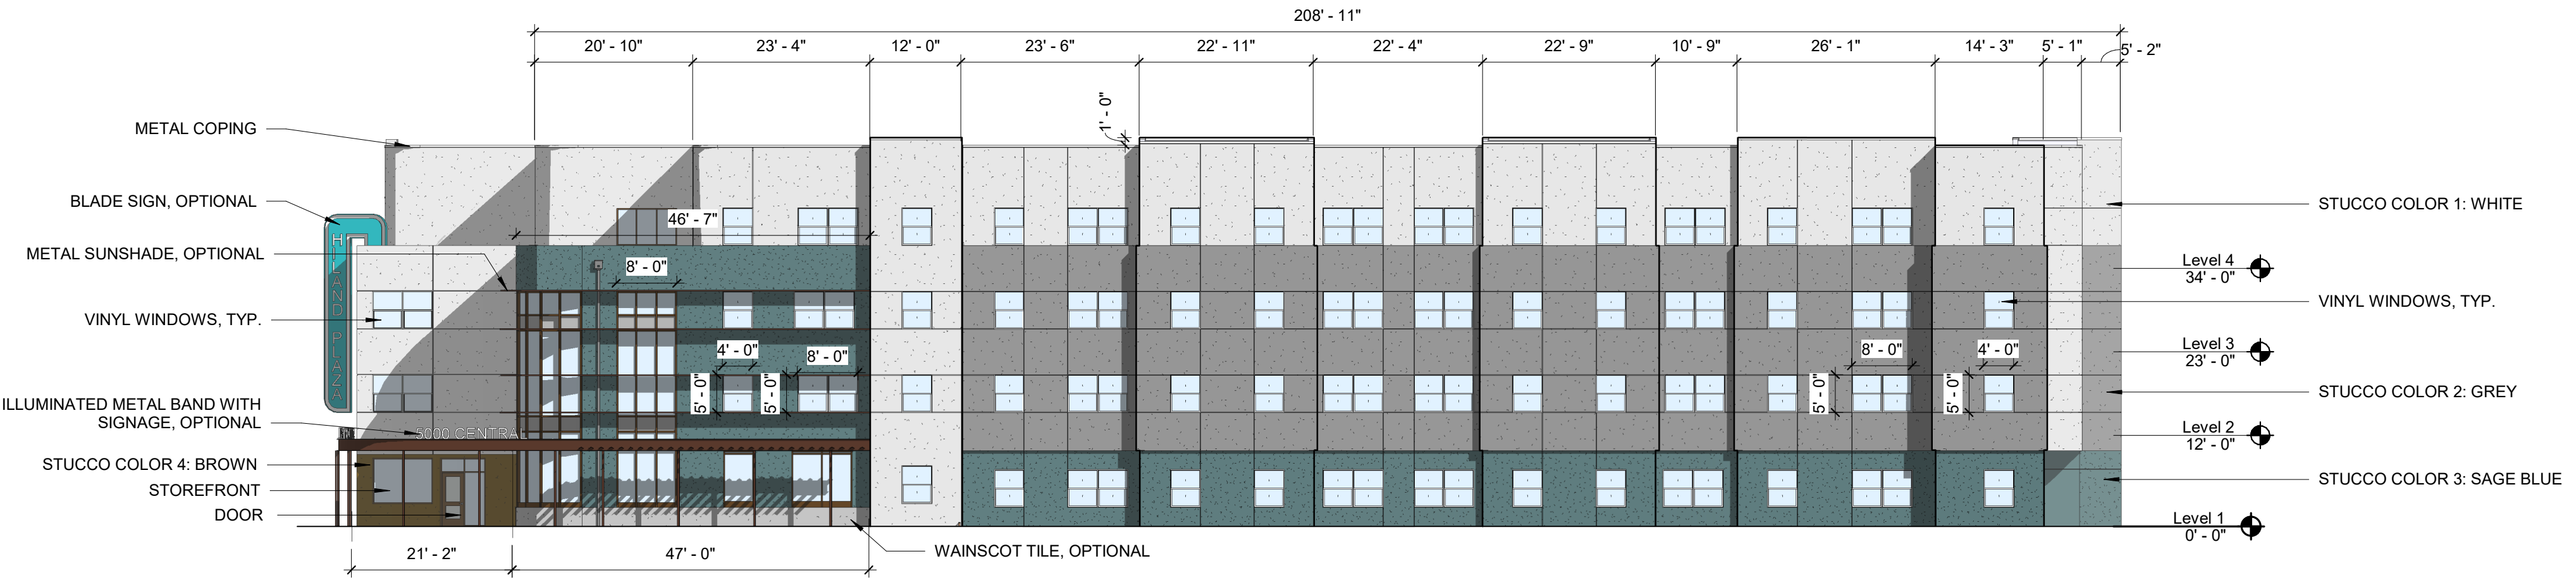 208' - 11"
20' - 10"
23' - 4"
12' - 0"
23' - 6"
22' - 11"
22' - 4"
22' - 9"
10' - 9"
26' - 1"
14' - 3"
5' - 1"
5' - 2"
1' - 0"
METAL COPING
BLADE SIGN, OPTIONAL
METAL SUNSHADE, OPTIONAL
VINYL WINDOWS, TYP.
ILLUMINATED METAL BAND WITH
SIGNAGE, OPTIONAL
STUCCO COLOR 4: BROWN
STOREFRONT
DOOR
HILAND PLAZA
5000 CENTRAL
46' - 7"
8' - 0"
4' - 0"
8' - 0"
5' - 0"
5' - 0"
8' - 0"
4' - 0"
5' - 0"
5' - 0"
21' - 2"
47' - 0"
WAINSCOT TILE, OPTIONAL
STUCCO COLOR 1: WHITE
Level 4
34' - 0"
VINYL WINDOWS, TYP.
Level 3
23' - 0"
STUCCO COLOR 2: GREY
Level 2
12' - 0"
STUCCO COLOR 3: SAGE BLUE
Level 1
0' - 0"